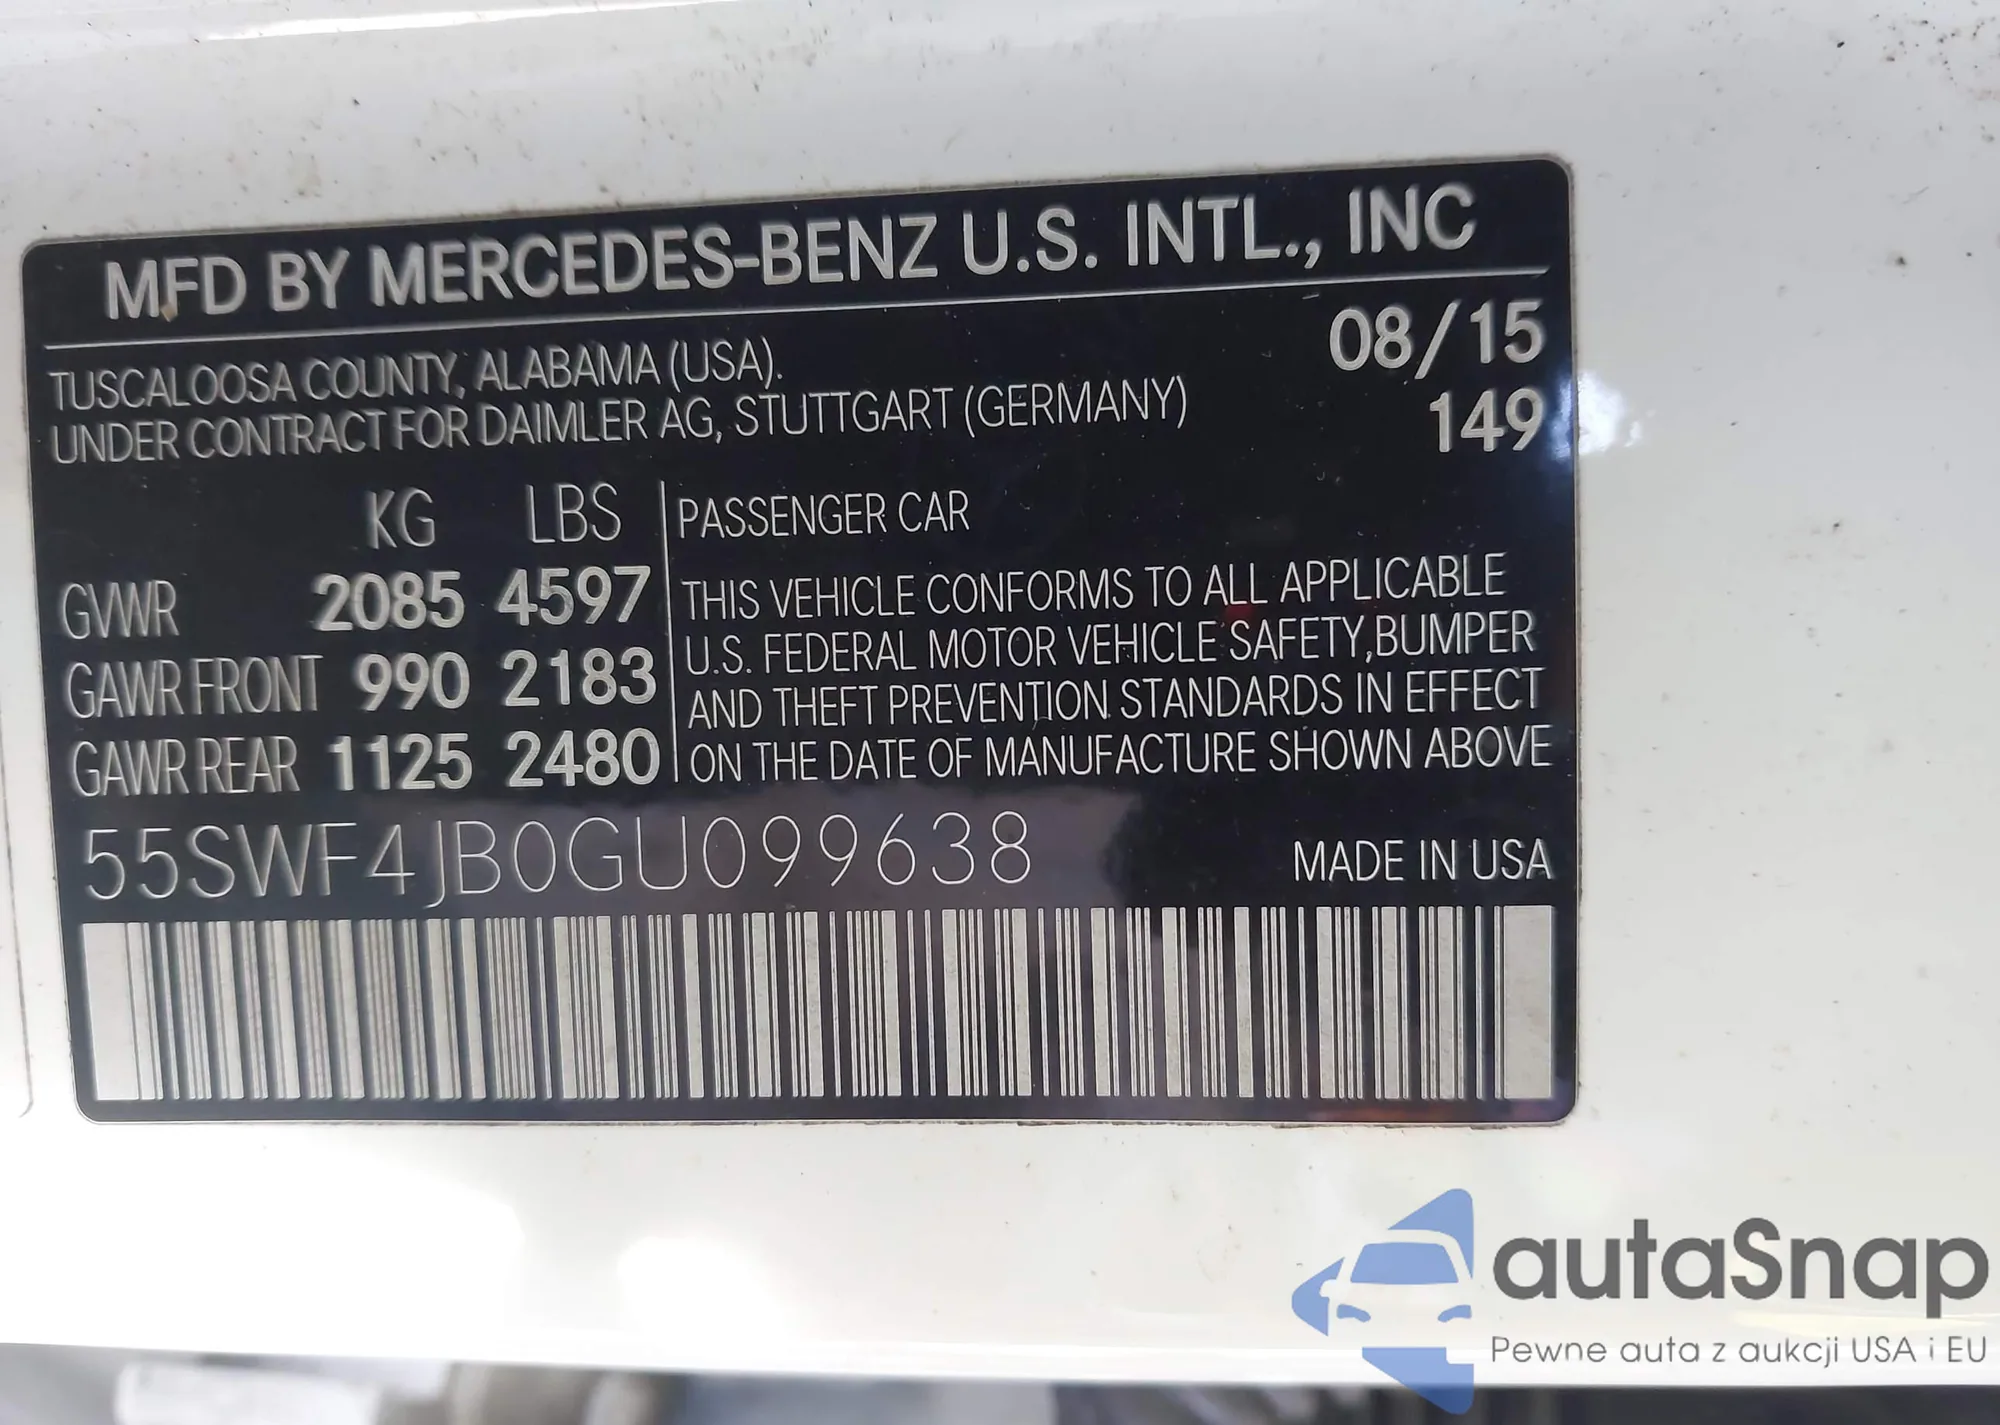 MFD BY MERCEDES-BENZ U.S. INTL., INC
TUSCALOOSA COUNTY, ALABAMA (USA).
08/15
UNDER CONTRACT FOR DAIMLER AG, STUTTGART (GERMANY)
149
KG LBS
PASSENGER CAR
GVWR 2085 4597
GAWR FRONT 990 2183
GAWR REAR 1125 2480
THIS VEHICLE CONFORMS TO ALL APPLICABLE
U.S. FEDERAL MOTOR VEHICLE SAFETY, BUMPER
AND THEFT PREVENTION STANDARDS IN EFFECT
ON THE DATE OF MANUFACTURE SHOWN ABOVE
55SWF4JB0GU099638
MADE IN USA
autaSnap
Pewne auta z aukcji USA i EU